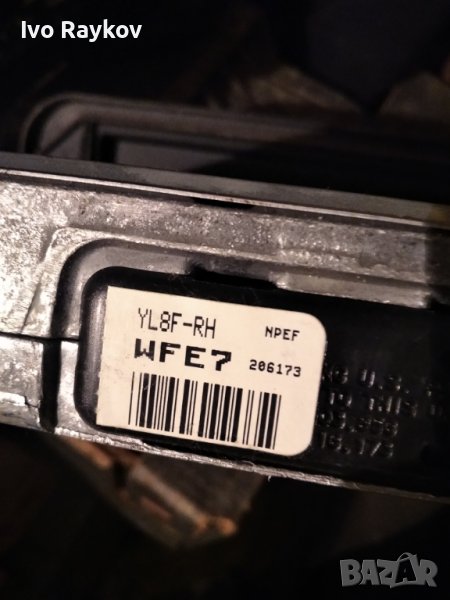 Ivo Raykov
YL8F-RH NPEF
WFE7 206173
BAZAR